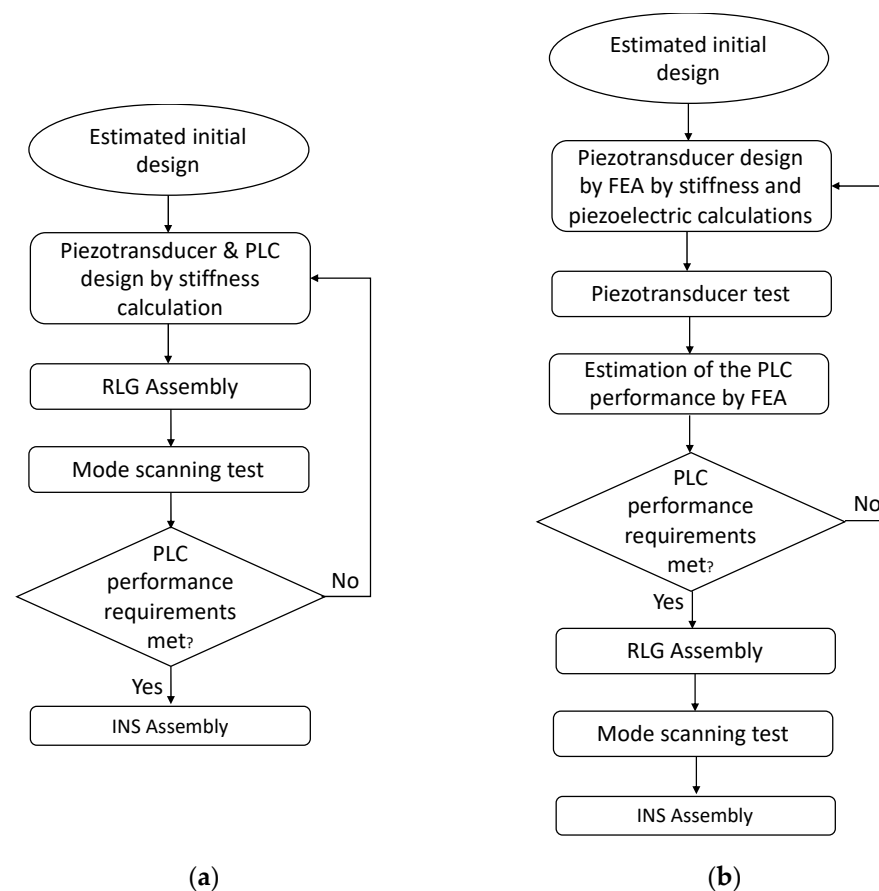 Estimated initial
design
Piezotransducer & PLC
design by stiffness
calculation
RLG Assembly
Mode scanning test
PLC
performance
requirements
met?
No
Yes
INS Assembly
(a)
Estimated initial
design
Piezotransducer design
by FEA by stiffness and
piezoelectric calculations
Piezotransducer test
Estimation of the PLC
performance by FEA
PLC
performance
requirements
met?
No
Yes
RLG Assembly
Mode scanning test
INS Assembly
(b)